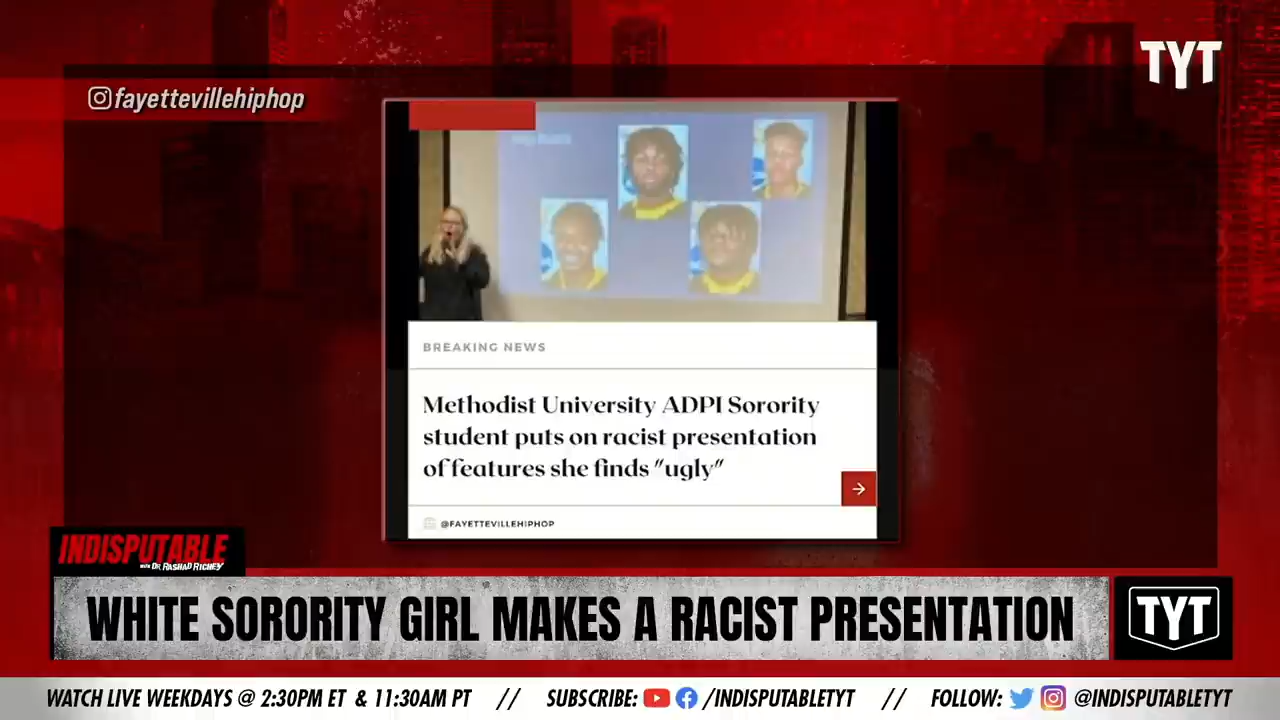 TYT
fayettevillehiphop
BREAKING NEWS
Methodist University ADPI Sorority
student puts on racist presentation
of features she finds "ugly"
@FAYETTEVILLEHIPHOP
INDISPUTABLE
WITH DR. RASHAD RICHEY
WHITE SORORITY GIRL MAKES A RACIST PRESENTATION
TYT
WATCH LIVE WEEKDAYS @ 2:30PM ET & 11:30AM PT // SUBSCRIBE: /INDISPUTABLETYT // FOLLOW: @INDISPUTABLETYT